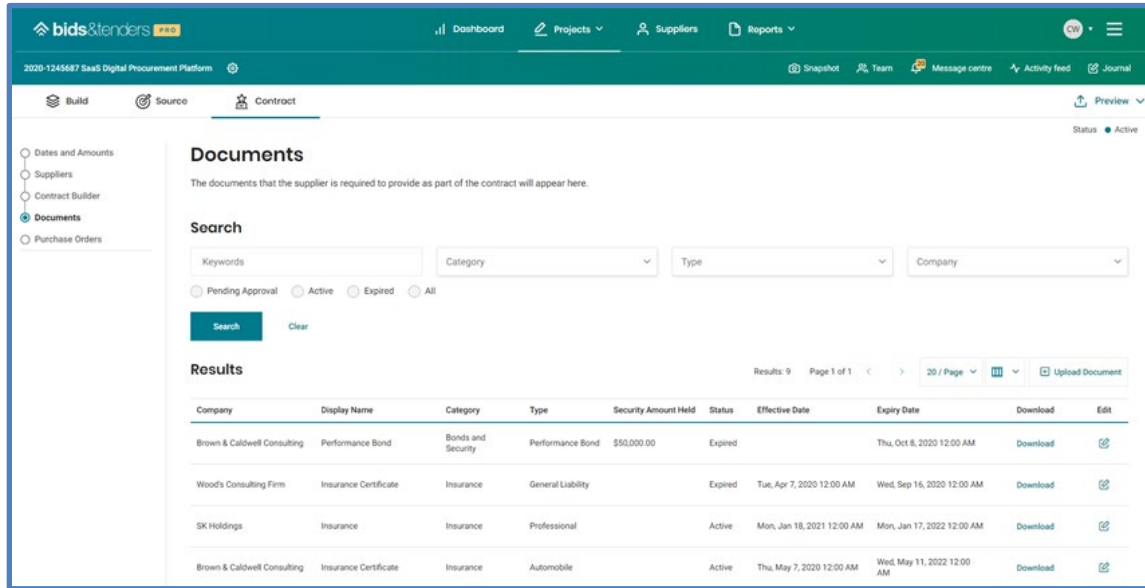 bids&tenders PRO
Dashboard Projects Suppliers Reports CW
2020-1245687 SaaS Digital Procurement Platform Snapshot Team 20 Message centre Activity feed Journal
Build Source Contract Preview
Status Active
Dates and Amounts
Suppliers
Contract Builder
Documents
Purchase Orders
Documents
The documents that the supplier is required to provide as part of the contract will appear here.
Search
Keywords Category Type Company
Pending Approval Active Expired All
Search Clear
Results Results: 9 Page 1 of 1 < > 20 / Page Upload Document
Company Display Name Category Type Security Amount Held Status Effective Date Expiry Date Download Edit
Brown & Caldwell Consulting Performance Bond Bonds and Security Performance Bond $50,000.00 Expired Thu, Oct 8, 2020 12:00 AM Download
Wood's Consulting Firm Insurance Certificate Insurance General Liability Expired Tue, Apr 7, 2020 12:00 AM Wed, Sep 16, 2020 12:00 AM Download
SK Holdings Insurance Insurance Professional Active Mon, Jan 18, 2021 12:00 AM Mon, Jan 17, 2022 12:00 AM Download
Brown & Caldwell Consulting Insurance Certificate Insurance Automobile Active Thu, May 7, 2020 12:00 AM Wed, May 11, 2022 12:00 AM Download